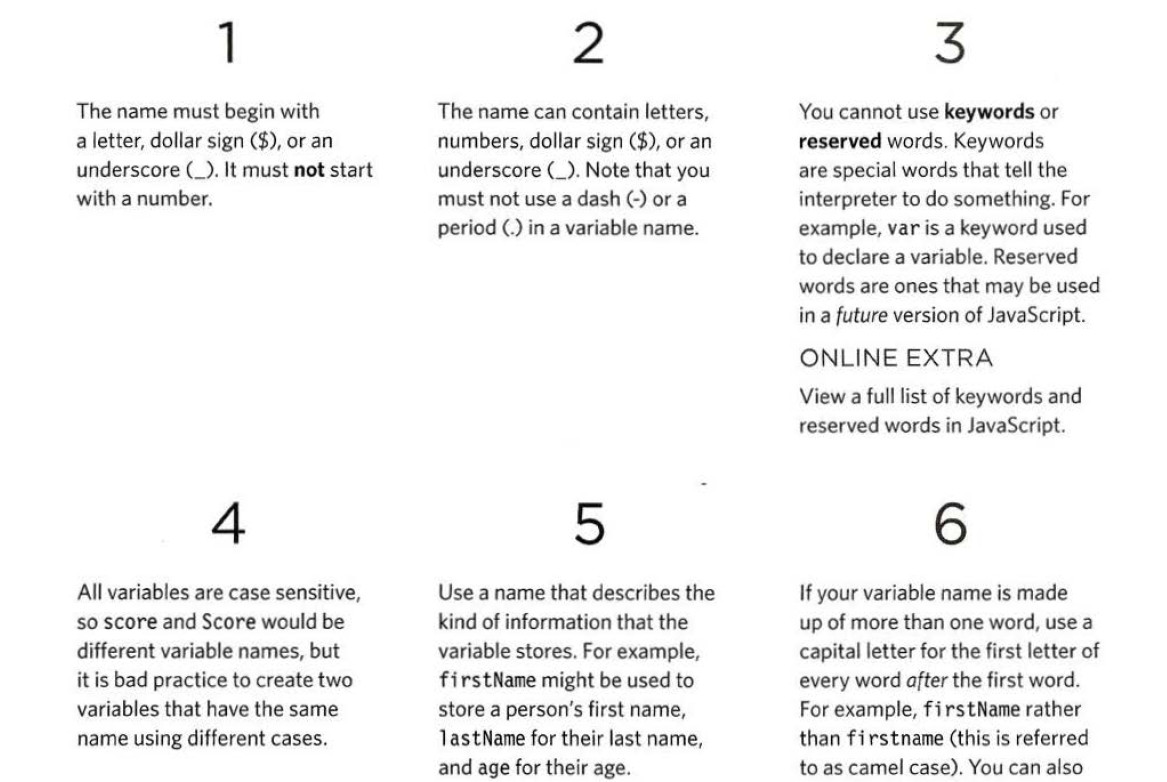 1
The name must begin with
a letter, dollar sign ($), or an
underscore (_). It must not start
with a number.
2
The name can contain letters,
numbers, dollar sign ($), or an
underscore (_). Note that you
must not use a dash (-) or a
period (.) in a variable name.
3
You cannot use keywords or
reserved words. Keywords
are special words that tell the
interpreter to do something. For
example, var is a keyword used
to declare a variable. Reserved
words are ones that may be used
in a future version of JavaScript.
ONLINE EXTRA
View a full list of keywords and
reserved words in JavaScript.
4
All variables are case sensitive,
so score and Score would be
different variable names, but
it is bad practice to create two
variables that have the same
name using different cases.
5
Use a name that describes the
kind of information that the
variable stores. For example,
firstName might be used to
store a person's first name,
lastName for their last name,
and age for their age.
6
If your variable name is made
up of more than one word, use a
capital letter for the first letter of
every word after the first word.
For example, firstName rather
than firstname (this is referred
to as camel case). You can also